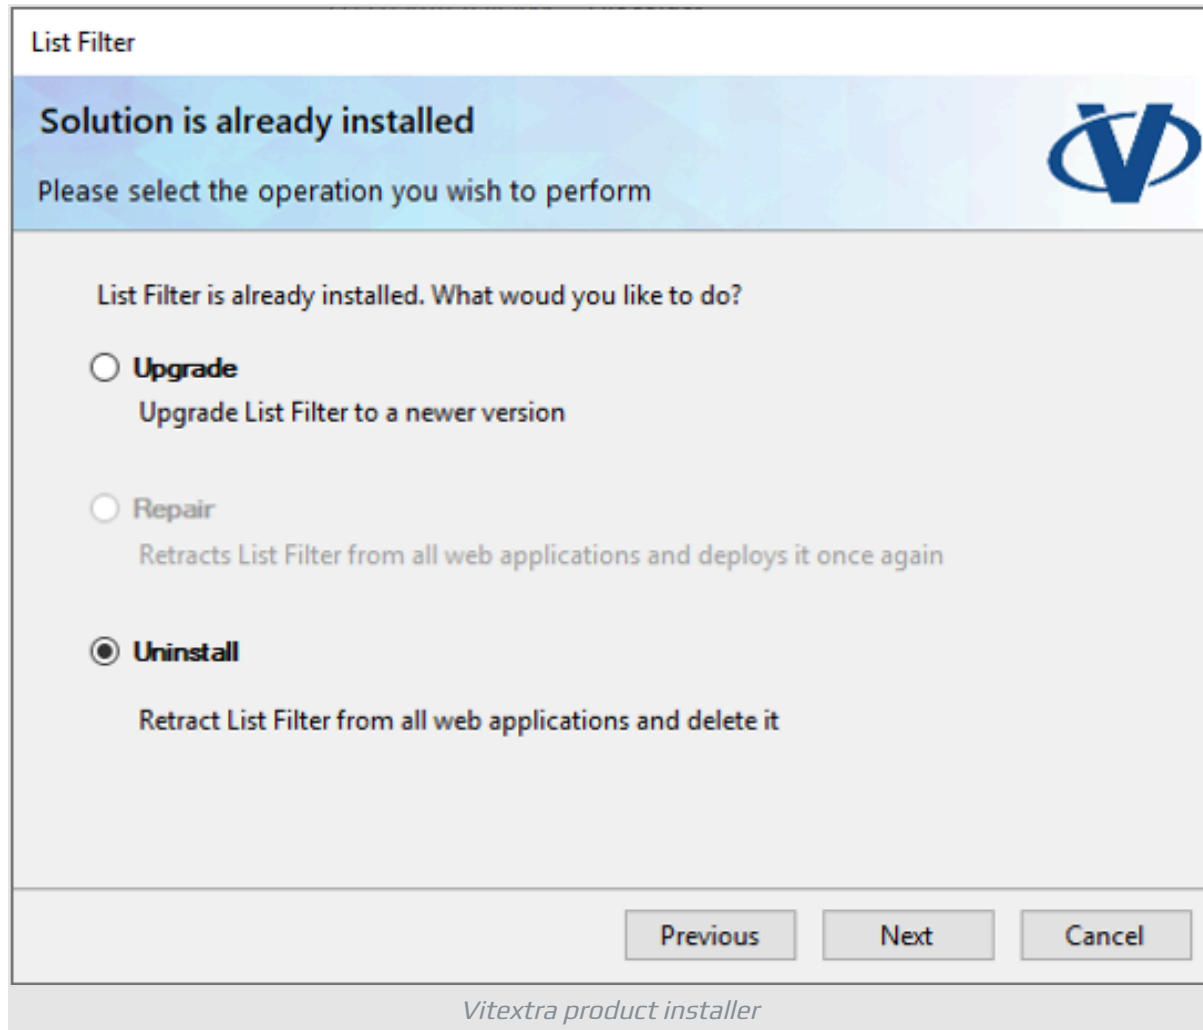 List Filter
Solution is already installed
Please select the operation you wish to perform
List Filter is already installed. What woud you like to do?
Upgrade
Upgrade List Filter to a newer version
Repair
Retracts List Filter from all web applications and deploys it once again
Uninstall
Retract List Filter from all web applications and delete it
Previous Next Cancel
Vitextra product installer